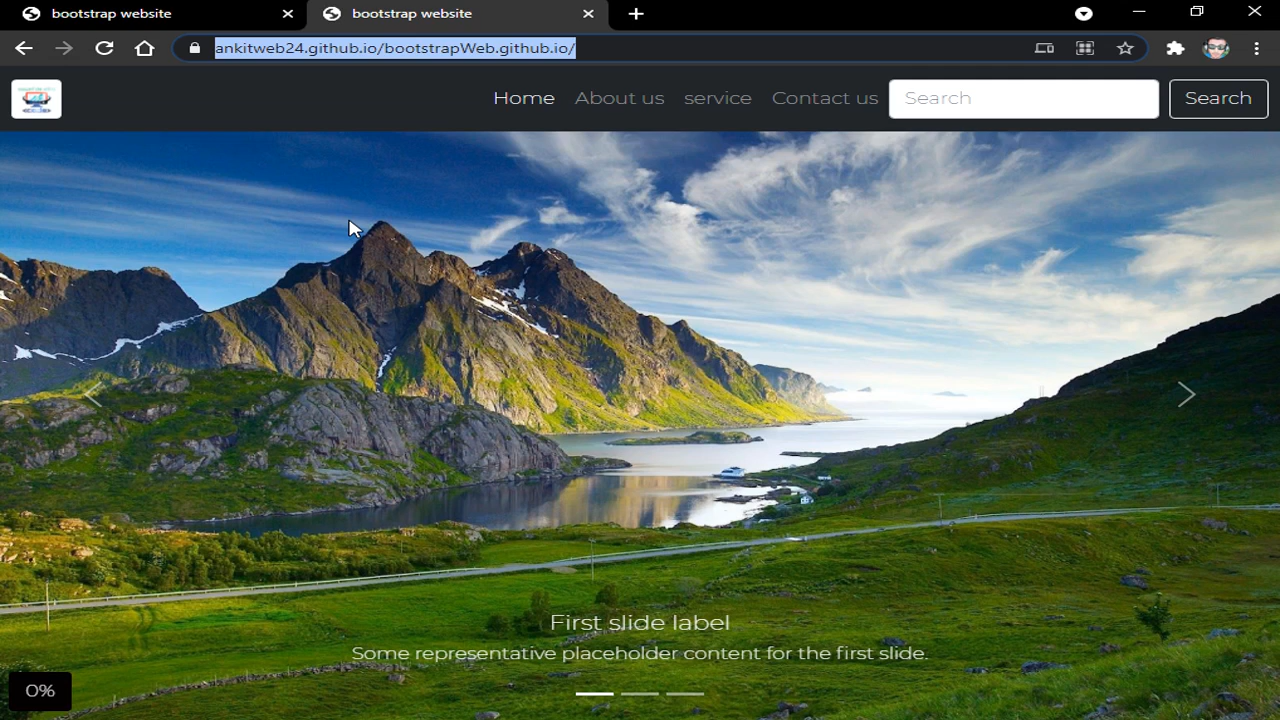 bootstrap website
bootstrap website
ankitweb24.github.io/bootstrapWeb.github.io/
Home About us service Contact us Search Search
First slide label
Some representative placeholder content for the first slide.
0%